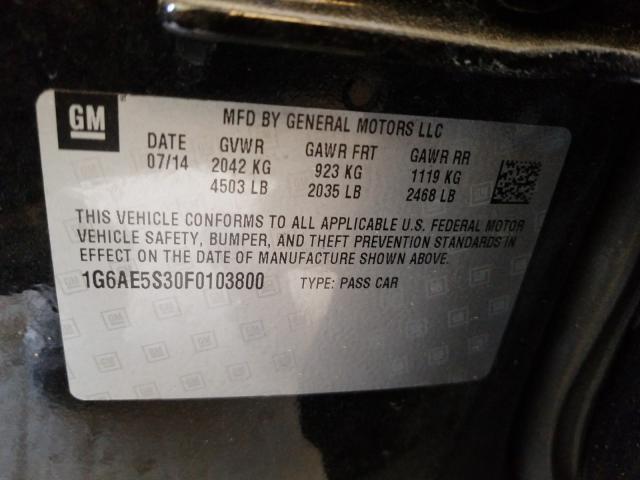 GM
MFD BY GENERAL MOTORS LLC
DATE GVWR GAWR FRT GAWR RR
07/14 2042 KG 923 KG 1119 KG
4503 LB 2035 LB 2468 LB
THIS VEHICLE CONFORMS TO ALL APPLICABLE U.S. FEDERAL MOTOR
VEHICLE SAFETY, BUMPER, AND THEFT PREVENTION STANDARDS IN
EFFECT ON THE DATE OF MANUFACTURE SHOWN ABOVE.
1G6AE5S30F0103800 TYPE: PASS CAR